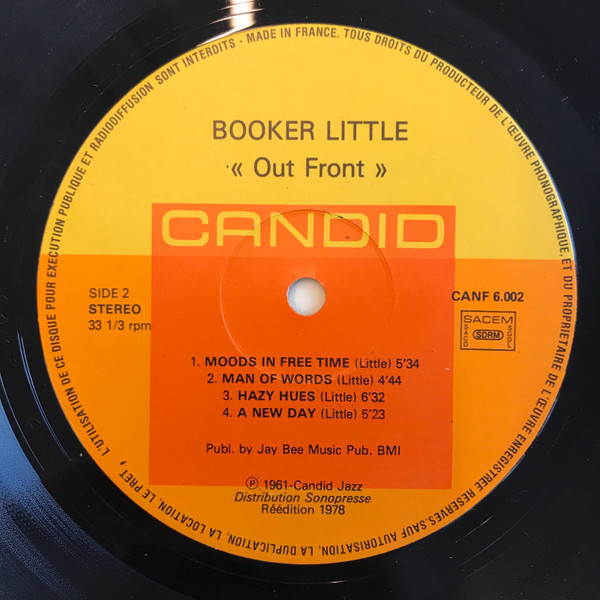 L'UTILISATION DE CE DISQUE POUR EXECUTION PUBLIQUE ET RADIODIFFUSION SONT INTERDITS - MADE IN FRANCE. TOUS DROITS DU PRODUCTEUR DE L'ŒUVRE PHONOGRAPHIQUE, ET DU PROPRIETAIRE DE L'ŒUVRE ENREGISTREE RESERVES.SAUF AUTORISATION, LA DUPLICATION, LA LOCATION, LE PRET,
BOOKER LITTLE
« Out Front »
CANDID
SIDE 2
STEREO
33 1/3 rpm
CANF 6.002
SACEM
SACD
SDRM
SGDL
1. MOODS IN FREE TIME (Little) 5'34
2. MAN OF WORDS (Little) 4'44
3. HAZY HUES (Little) 6'32
4. A NEW DAY (Little) 5'23
Publ. by Jay Bee Music Pub. BMI
℗ 1961-Candid Jazz
Distribution Sonopresse
Réédition 1978